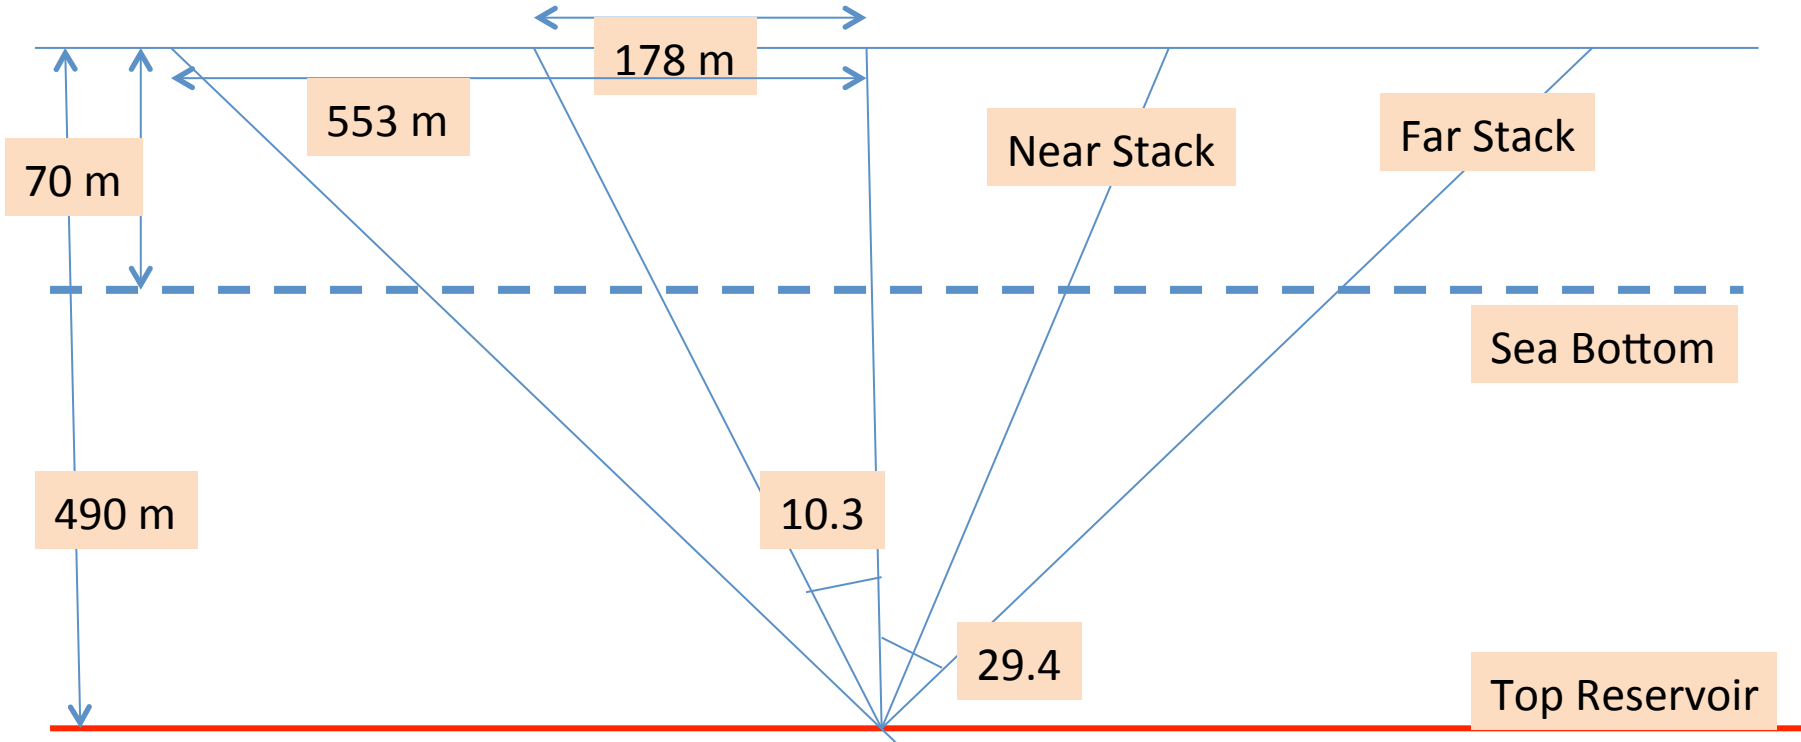 178 m
553 m
Near Stack
Far Stack
70 m
Sea Bottom
490 m
10.3
29.4
Top Reservoir